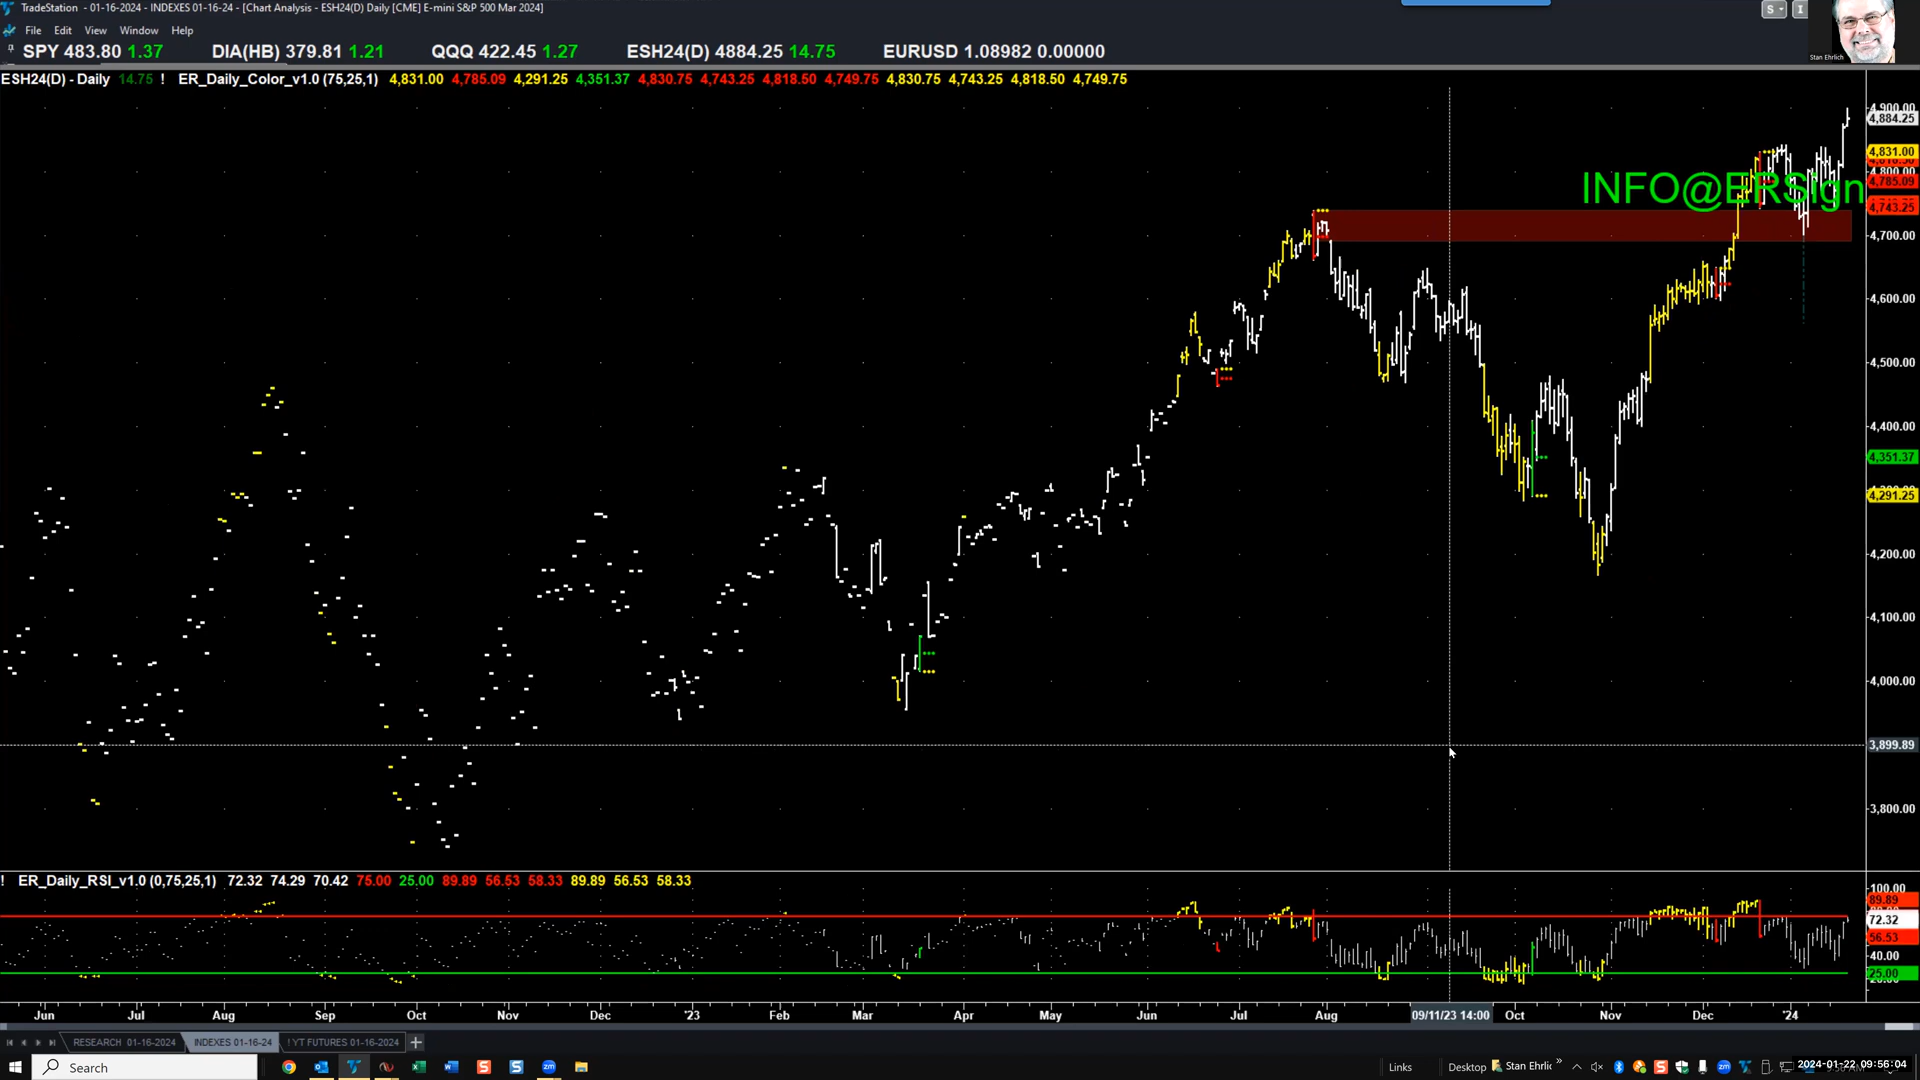 TradeStation - 01-16-2024 - INDEXES 01-16-24 - [Chart Analysis - ESH24(D) Daily [CME] E-mini S&P 500 Mar 2024]
S
I
File Edit View Window Help
Stan Ehrlich
SPY 483.80 1.37 DIA(HB) 379.81 1.21 QQQ 422.45 1.27 ESH24(D) 4884.25 14.75 EURUSD 1.08982 0.00000
ESH24(D) - Daily 14.75 ! ER_Daily_Color_v1.0 (75,25,1) 4,831.00 4,785.09 4,291.25 4,351.37 4,830.75 4,743.25 4,818.50 4,749.75 4,830.75 4,743.25 4,818.50 4,749.75
4,900.00
4,884.25
4,831.00
4,800.00
4,785.09
4,743.25
INFO@ERSign
4,700.00
4,600.00
4,500.00
4,400.00
4,351.37
4,291.25
4,200.00
4,100.00
4,000.00
3,899.89
3,800.00
! ER_Daily_RSI_v1.0 (0,75,25,1) 72.32 74.29 70.42 75.00 25.00 89.89 56.53 58.33 89.89 56.53 58.33
100.00
89.89
72.32
56.53
40.00
25.00
Jun Jul Aug Sep Oct Nov Dec '23 Feb Mar Apr May Jun Jul Aug 09/11/23 14:00 Oct Nov Dec '24
RESEARCH 01-16-2024 INDEXES 01-16-24 ! YT FUTURES 01-16-2024
Search
Links Desktop Stan Ehrlic 2024-01-22 09:56:04